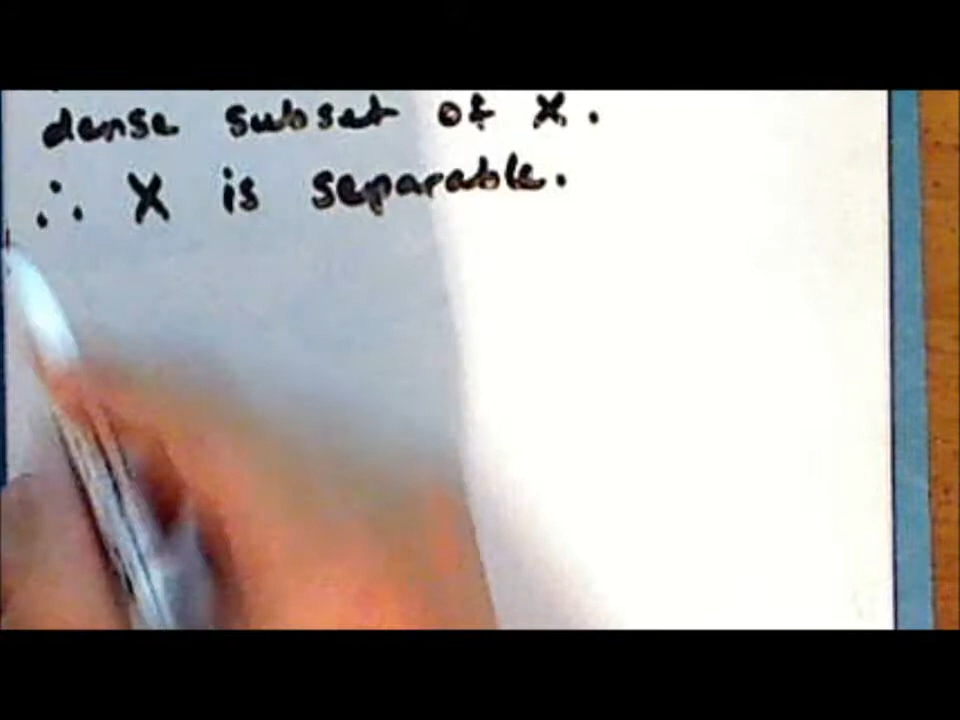 dense subset of X.
∴ X is separable.